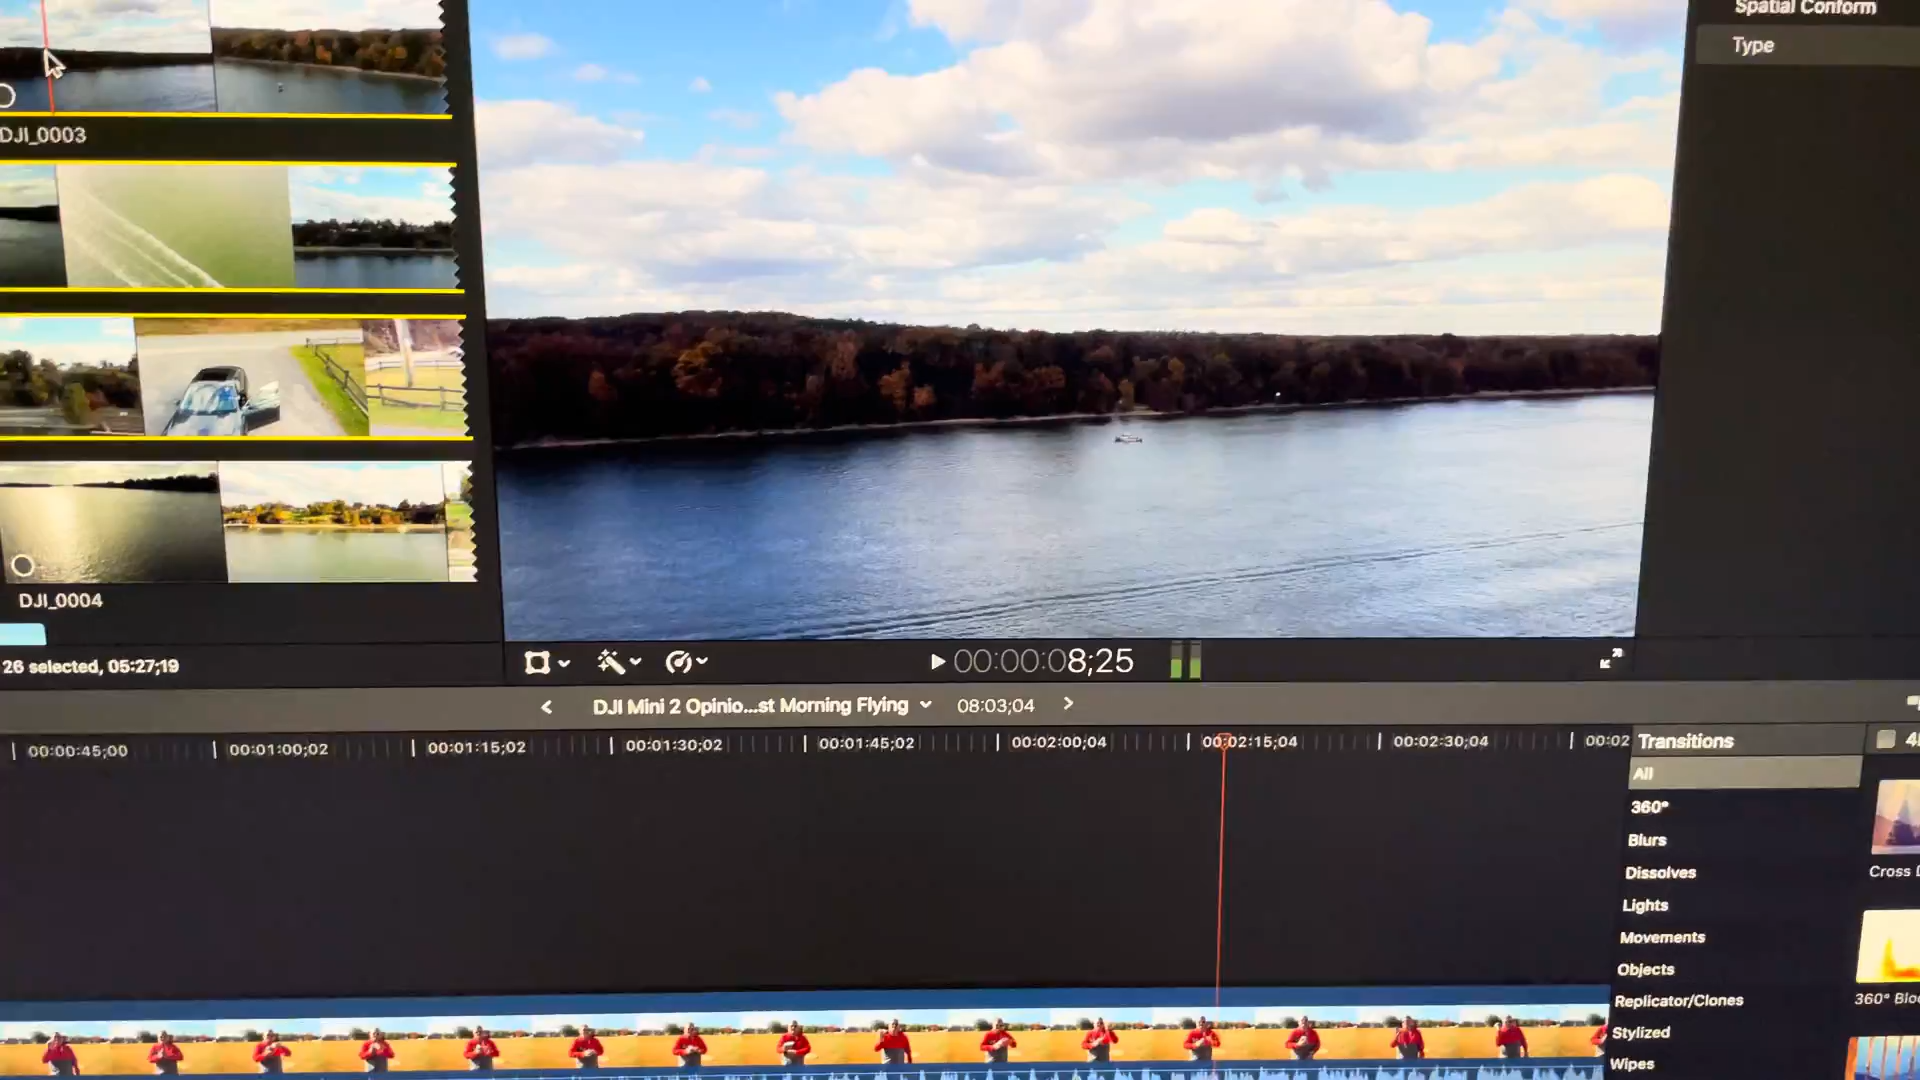 Spatial Conform
Type
DJI_0003
DJI_0004
26 selected, 05:27;19
00:00:08;25
DJI Mini 2 Opinio...st Morning Flying
08:03;04
00:00:45;00
00:01:00;02
00:01:15;02
00:01:30;02
00:01:45;02
00:02:00;04
00:02:15;04
00:02:30;04
00:02
Transitions
All
360°
Blurs
Dissolves
Lights
Movements
Objects
Replicator/Clones
Stylized
Wipes
Cross
360° Bloo